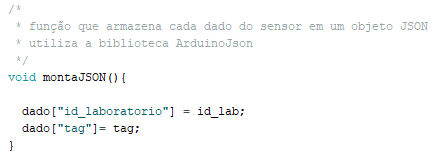 /*
* função que armazena cada dado do sensor em um objeto JSON
* utiliza a biblioteca ArduinoJson
*/
void montaJSON(){
dado["id_laboratorio"] = id_lab;
dado["tag"]= tag;
}